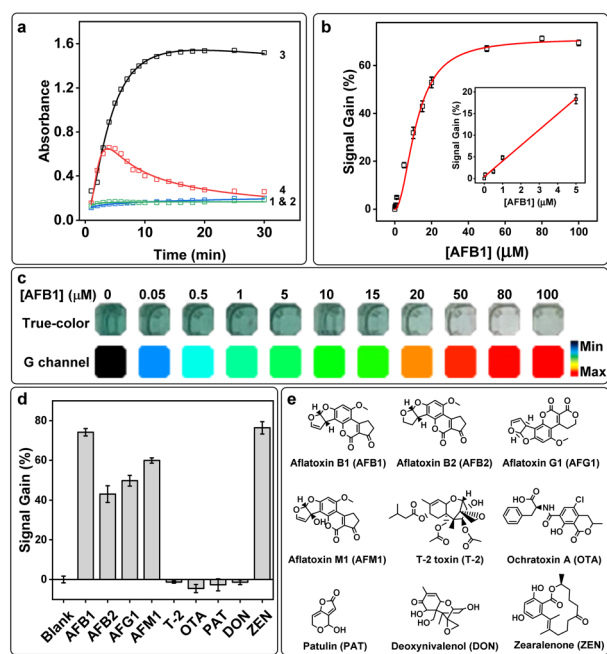 a
Absorbance
1.6
1.2
0.8
0.4
0.0
0 10 20 30
Time (min)
3
4
1 & 2
b
Signal Gain (%)
60
40
20
0
0 20 40 60 80 100
[AFB1] (μM)
Signal Gain (%)
20
15
10
5
0
0 1 2 3 4 5
[AFB1] (μM)
c
[AFB1] (μM) 0 0.05 0.5 1 5 10 15 20 50 80 100
True-color
G channel
Min
Max
d
Signal Gain (%)
80
60
40
20
0
Blank AFB1 AFB2 AFG1 AFM1 T-2 OTA PAT DON ZEN
e
Aflatoxin B1 (AFB1) Aflatoxin B2 (AFB2) Aflatoxin G1 (AFG1)
Aflatoxin M1 (AFM1) T-2 toxin (T-2) Ochratoxin A (OTA)
Patulin (PAT) Deoxynivalenol (DON) Zearalenone (ZEN)